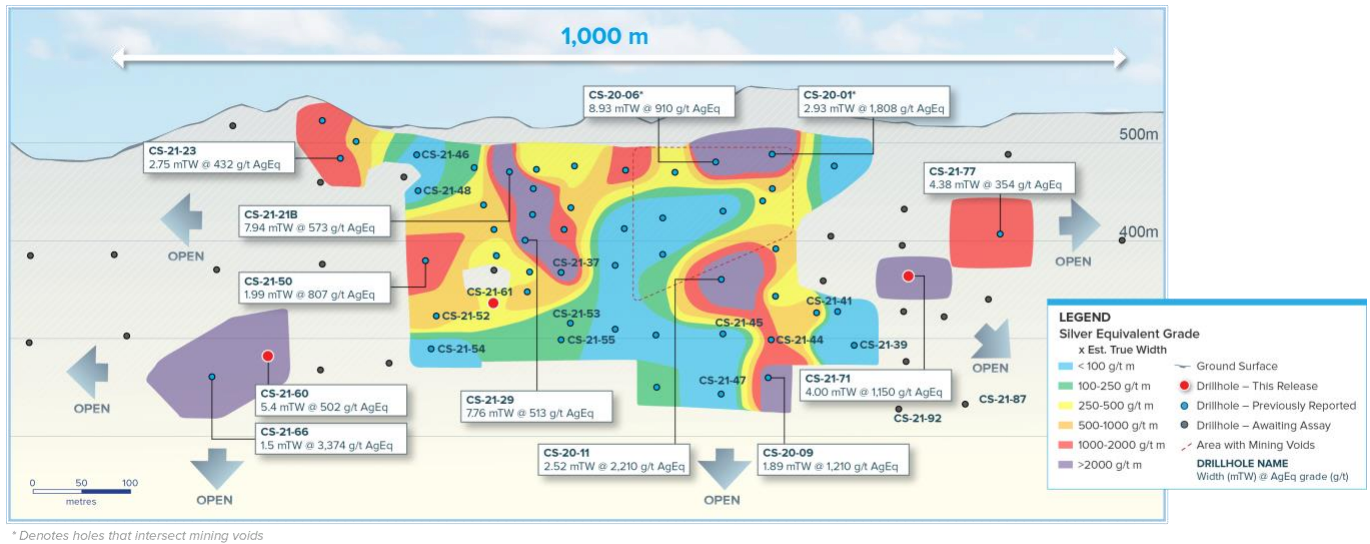 1,000 m
CS-20-06*
8.93 mTW @ 910 g/t AgEq
CS-20-01*
2.93 mTW @ 1,808 g/t AgEq
500m
CS-21-23
2.75 mTW @ 432 g/t AgEq
CS-21-46
CS-21-48
CS-21-77
4.38 mTW @ 354 g/t AgEq
CS-21-21B
7.94 mTW @ 573 g/t AgEq
400m
OPEN
OPEN
CS-21-37
CS-21-50
1.99 mTW @ 807 g/t AgEq
CS-21-61
CS-21-41
CS-21-52
CS-21-53
CS-21-45
CS-21-55
CS-21-44
CS-21-39
CS-21-54
OPEN
CS-21-47
CS-21-71
4.00 mTW @ 1,150 g/t AgEq
CS-21-60
5.4 mTW @ 502 g/t AgEq
CS-21-29
7.76 mTW @ 513 g/t AgEq
OPEN
CS-21-87
CS-21-92
CS-21-66
1.5 mTW @ 3,374 g/t AgEq
CS-20-11
2.52 mTW @ 2,210 g/t AgEq
CS-20-09
1.89 mTW @ 1,210 g/t AgEq
OPEN
OPEN
0 50 100
metres
LEGEND
Silver Equivalent Grade
x Est. True Width
< 100 g/t m
100-250 g/t m
250-500 g/t m
500-1000 g/t m
1000-2000 g/t m
>2000 g/t m
Ground Surface
Drillhole – This Release
Drillhole – Previously Reported
Drillhole – Awaiting Assay
Area with Mining Voids
DRILLHOLE NAME
Width (mTW) @ AgEq grade (g/t)
* Denotes holes that intersect mining voids